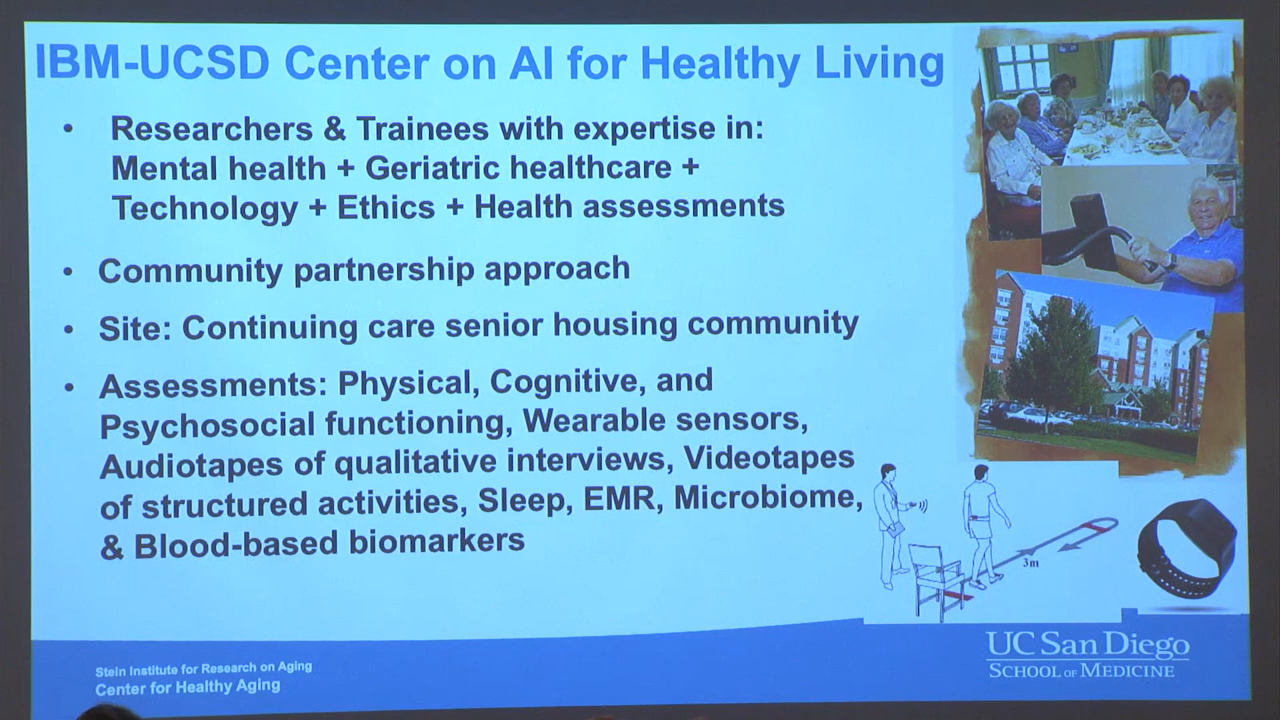 IBM-UCSD Center on AI for Healthy Living
• Researchers & Trainees with expertise in:
Mental health + Geriatric healthcare +
Technology + Ethics + Health assessments
• Community partnership approach
• Site: Continuing care senior housing community
• Assessments: Physical, Cognitive, and
Psychosocial functioning, Wearable sensors,
Audiotapes of qualitative interviews, Videotapes
of structured activities, Sleep, EMR, Microbiome,
& Blood-based biomarkers
3m
Stein Institute for Research on Aging
Center for Healthy Aging
UC San Diego
SCHOOL OF MEDICINE